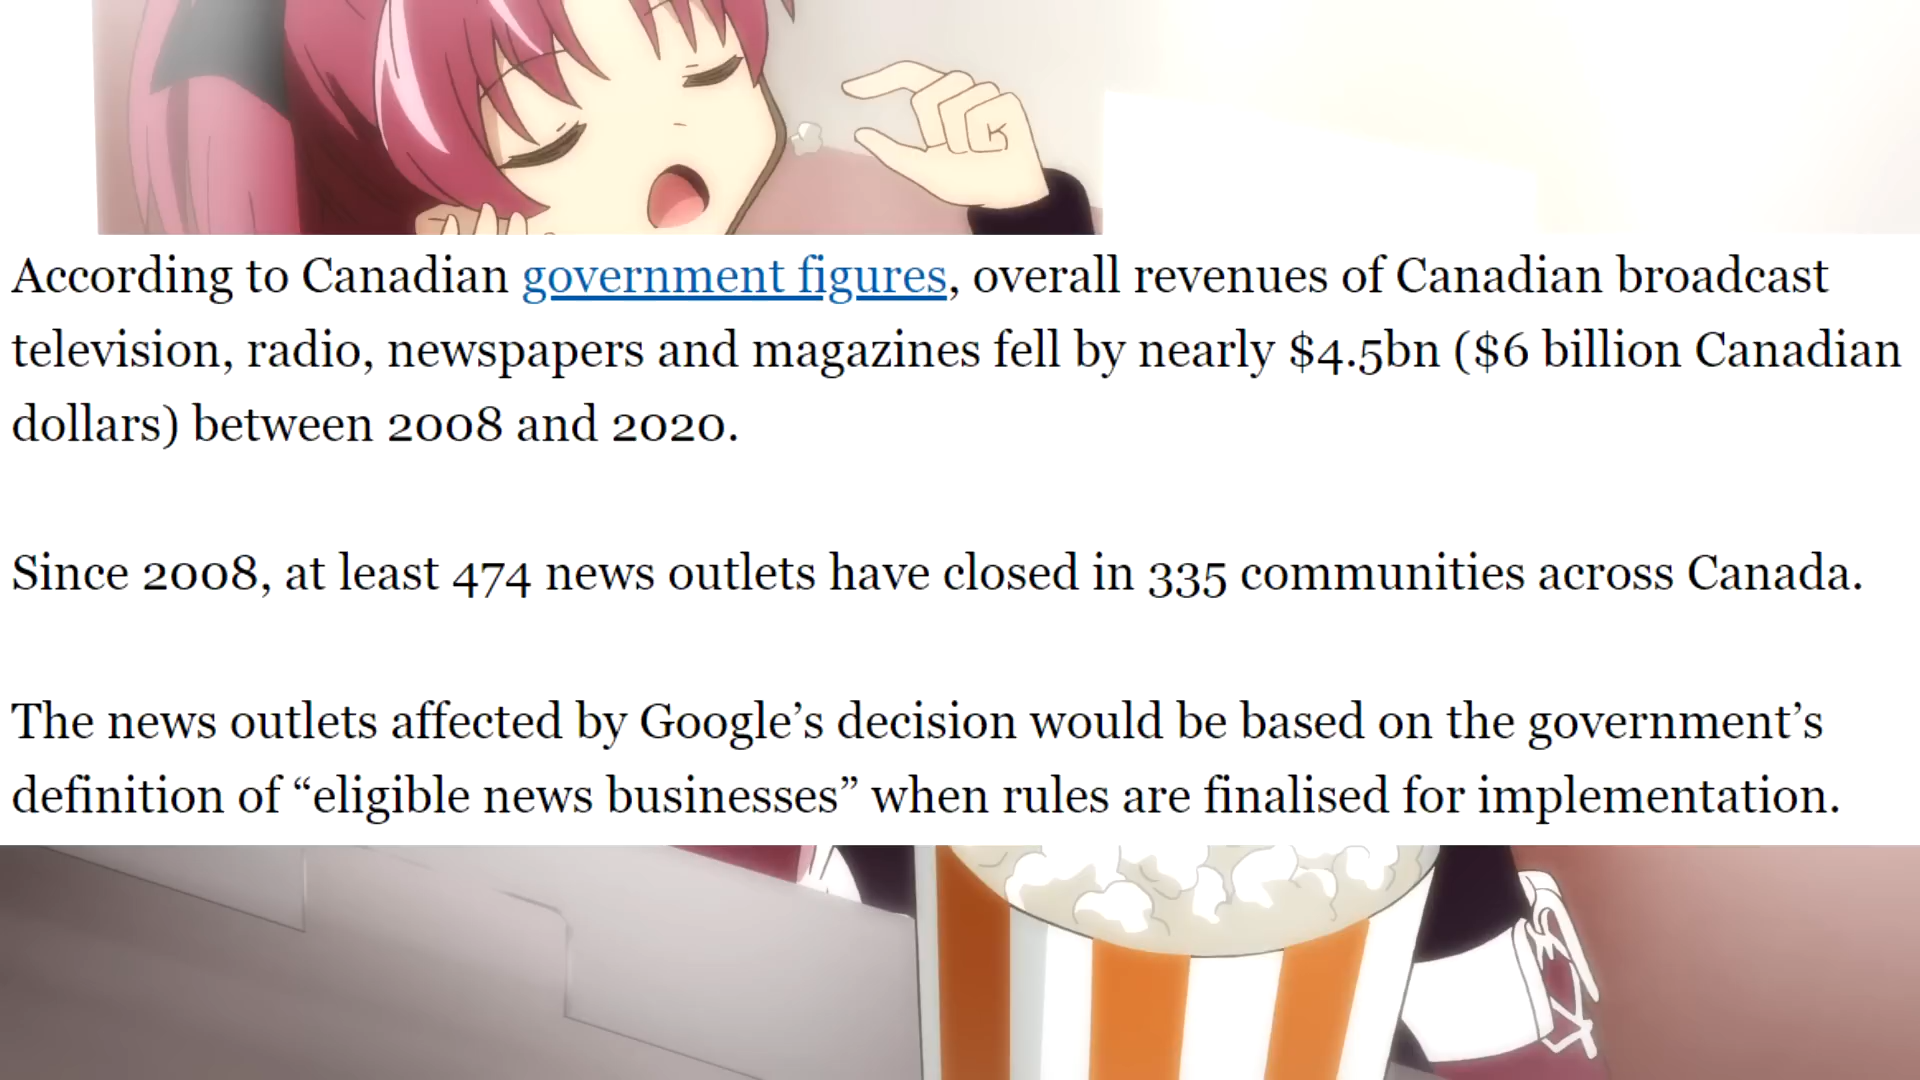 According to Canadian government figures, overall revenues of Canadian broadcast
television, radio, newspapers and magazines fell by nearly $4.5bn ($6 billion Canadian
dollars) between 2008 and 2020.
Since 2008, at least 474 news outlets have closed in 335 communities across Canada.
The news outlets affected by Google’s decision would be based on the government’s
definition of “eligible news businesses” when rules are finalised for implementation.